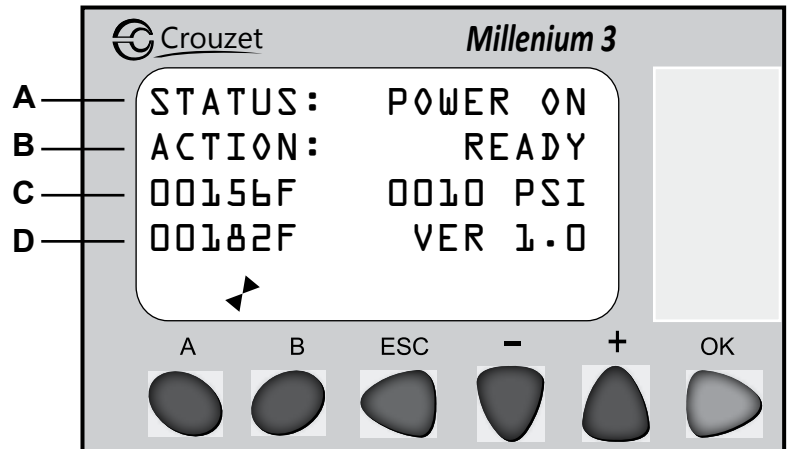 Crouzet Millenium 3
A STATUS: POWER ON
B ACTION: READY
C 00156F 0010 PSI
D 00182F VER 1.0
A B ESC - + OK